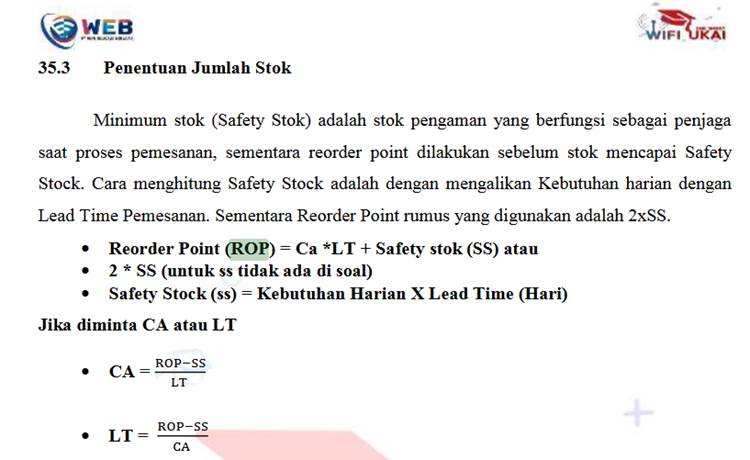 WEB
WIFI UKAI
35.3 Penentuan Jumlah Stok
Minimum stok (Safety Stok) adalah stok pengaman yang berfungsi sebagai penjaga
saat proses pemesanan, sementara reorder point dilakukan sebelum stok mencapai Safety
Stock. Cara menghitung Safety Stock adalah dengan mengalikan Kebutuhan harian dengan
Lead Time Pemesanan. Sementara Reorder Point rumus yang digunakan adalah 2xSS.
• Reorder Point (ROP) = Ca *LT + Safety stok (SS) atau
• 2 * SS (untuk ss tidak ada di soal)
• Safety Stock (ss) = Kebutuhan Harian X Lead Time (Hari)
Jika diminta CA atau LT
• CA = ROP−SS / LT
• LT = ROP−SS / CA